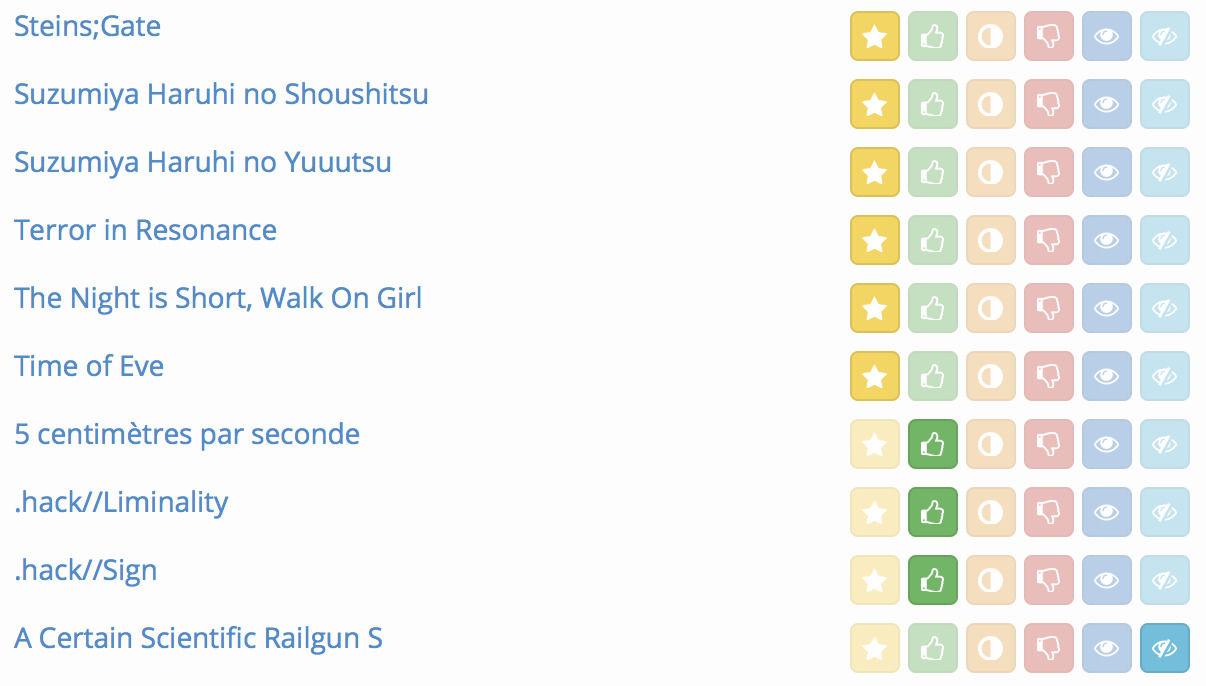 Steins;Gate
Suzumiya Haruhi no Shoushitsu
Suzumiya Haruhi no Yuuutsu
Terror in Resonance
The Night is Short, Walk On Girl
Time of Eve
5 centimètres par seconde
.hack//Liminality
.hack//Sign
A Certain Scientific Railgun S